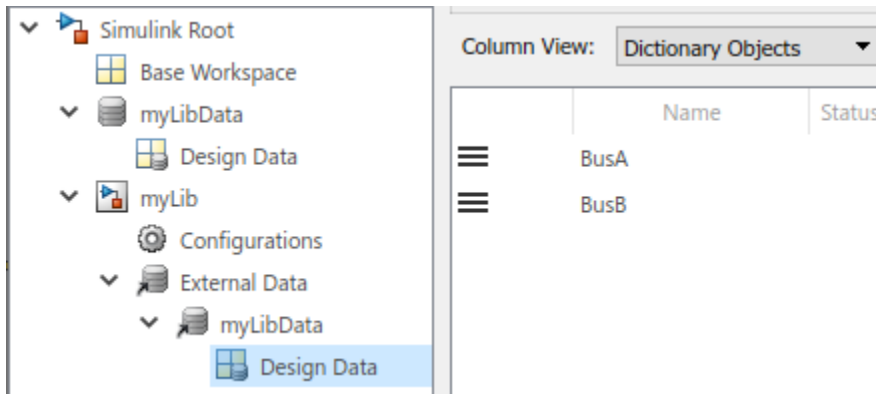 Simulink Root
Base Workspace
myLibData
Design Data
myLib
Configurations
External Data
myLibData
Design Data
Column View: Dictionary Objects
Name Status
BusA
BusB